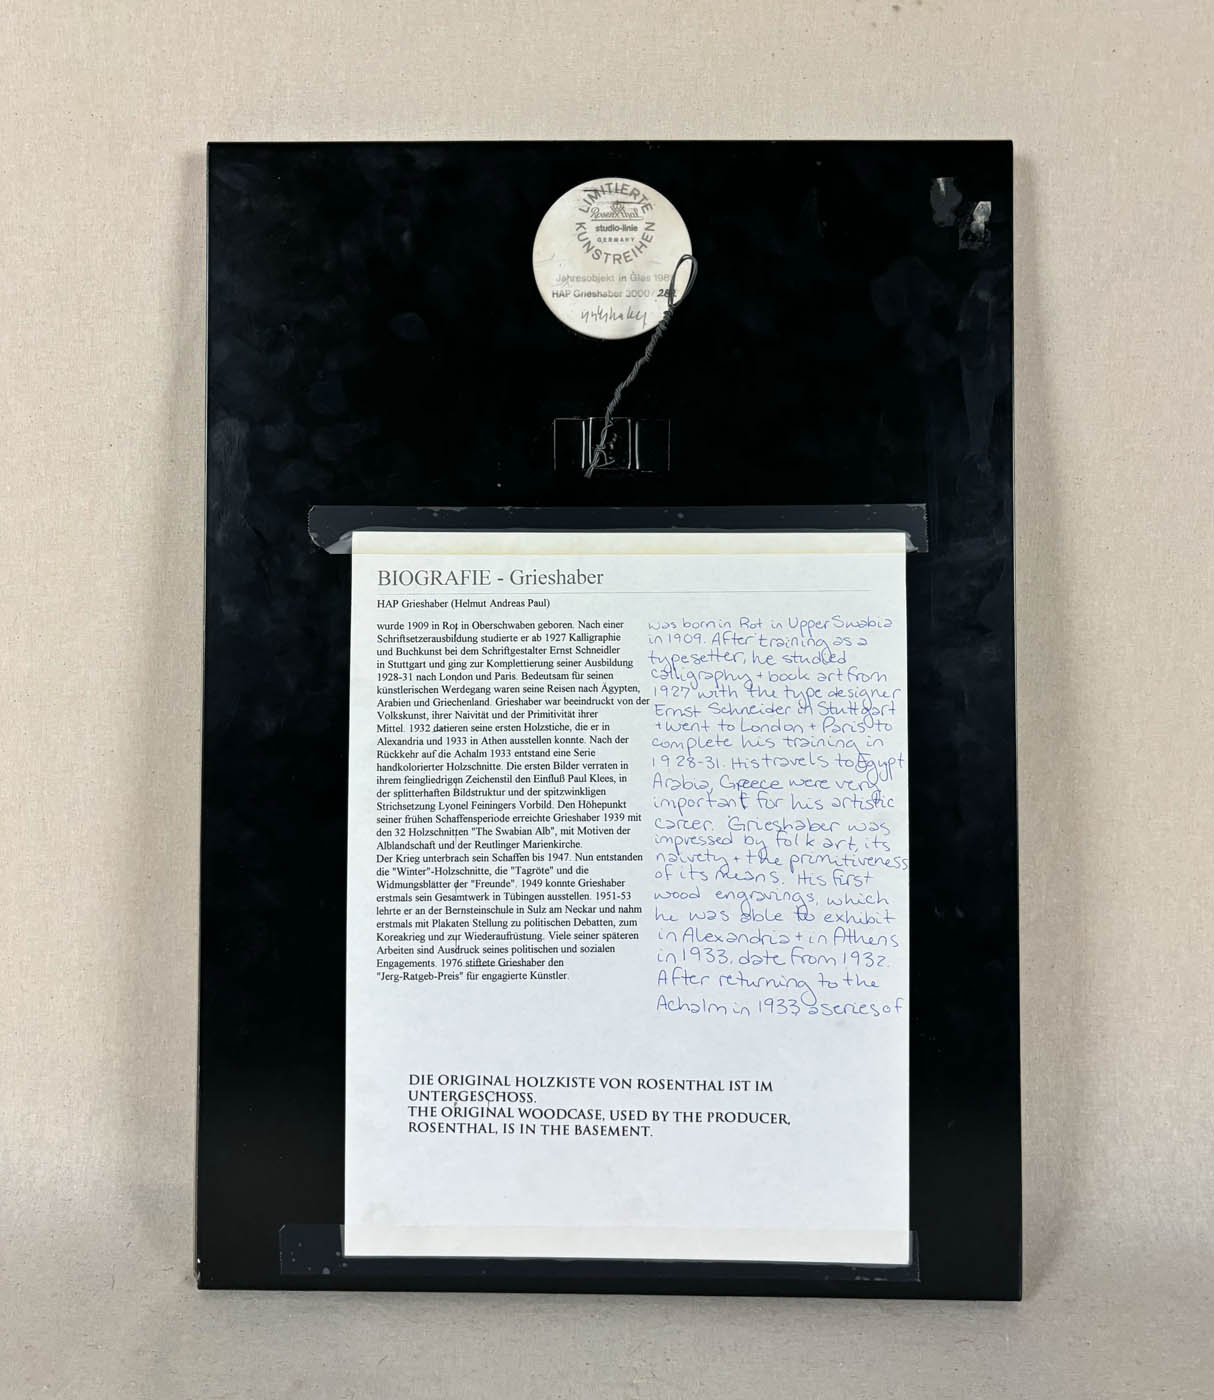 LIMITIERTE
Rosenthal
studio-linie
GERMANY
KUNSTREIHEN
Jahresobjekt in Glas
HAP Grieshaber 3000/
BIOGRAFIE - Grieshaber
HAP Grieshaber (Helmut Andreas Paul)
wurde 1909 in Rot in Oberschwaben geboren. Nach einer
Schriftsetzerausbildung studierte er ab 1927 Kalligraphie
und Buchkunst bei dem Schriftgestalter Ernst Schneidler
in Stuttgart und ging zur Komplettierung seiner Ausbildung
1928-31 nach London und Paris. Bedeutsam für seinen
künstlerischen Werdegang waren seine Reisen nach Ägypten,
Arabien und Griechenland. Grieshaber war beeindruckt von der
Volkskunst, ihrer Naivität und der Primitivität ihrer
Mittel. 1932 datieren seine ersten Holzstiche, die er in
Alexandria und 1933 in Athen ausstellen konnte. Nach der
Rückkehr auf die Achalm 1933 entstand eine Serie
handkolorierter Holzschnitte. Die ersten Bilder verraten in
ihrem feingliedrigen Zeichenstil den Einfluß Paul Klees, in
der splitterhaften Bildstruktur und der spitzwinkligen
Strichsetzung Lyonel Feiningers Vorbild. Den Höhepunkt
seiner frühen Schaffensperiode erreichte Grieshaber 1939 mit
den 32 Holzschnitten "The Swabian Alb", mit Motiven der
Alblandschaft und der Reutlinger Marienkirche.
Der Krieg unterbrach sein Schaffen bis 1947. Nun entstanden
die "Winter"-Holzschnitte, die "Tagröte" und die
Widmungsblätter der "Freunde". 1949 konnte Grieshaber
erstmals sein Gesamtwerk in Tübingen ausstellen. 1951-53
lehrte er an der Bernsteinschule in Sulz am Neckar und nahm
erstmals mit Plakaten Stellung zu politischen Debatten, zum
Koreakrieg und zur Wiederaufrüstung. Viele seiner späteren
Arbeiten sind Ausdruck seines politischen und sozialen
Engagements. 1976 stiftete Grieshaber den
"Jerg-Ratgeb-Preis" für engagierte Künstler.
was born in Rot in Upper Swabia
in 1909. After training as a
typesetter, he studied
calligraphy + book art from
1927 with the type designer
Ernst Schneider in Stuttgart
+ went to London + Paris to
complete his training in
1928-31. His travels to Egypt
Arabia, Greece were very
important for his artistic
career. Grieshaber was
impressed by folk art, its
naivety + the primitiveness
of its means. His first
wood engravings, which
he was able to exhibit
in Alexandria + in Athens
in 1933, date from 1932.
After returning to the
Achalm in 1933 a series of
DIE ORIGINAL HOLZKISTE VON ROSENTHAL IST IM
UNTERGESCHOSS.
THE ORIGINAL WOODCASE, USED BY THE PRODUCER,
ROSENTHAL, IS IN THE BASEMENT.